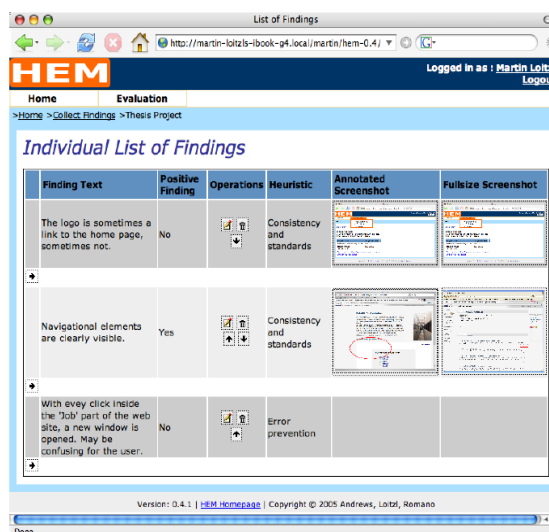 List of Findings
http://martin-loitzls-ibook-g4.local/martin/hem-0.4/
G
HEM
Logged in as : Martin Loit
Logou
Home Evaluation
>Home >Collect Findings >Thesis Project
Individual List of Findings
Finding Text
Positive Finding
Operations
Heuristic
Annotated Screenshot
Fullsize Screenshot
The logo is sometimes a
link to the home page,
sometimes not.
No
Consistency
and
standards
Navigational elements
are clearly visible.
Yes
Consistency
and
standards
With evey click inside
the 'Job' part of the web
site, a new window is
opened. May be
confusing for the user.
No
Error
prevention
Version: 0.4.1 | HEM Homepage | Copyright © 2005 Andrews, Loitzl, Romano
Done